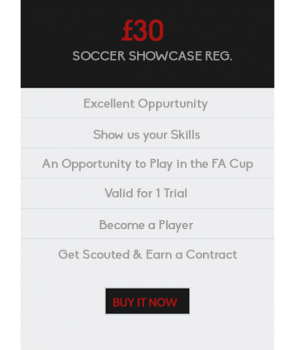 £30
SOCCER SHOWCASE REG.
Excellent Oppurtunity
Show us your Skills
An Opportunity to Play in the FA Cup
Valid for 1 Trial
Become a Player
Get Scouted & Earn a Contract
BUY IT NOW